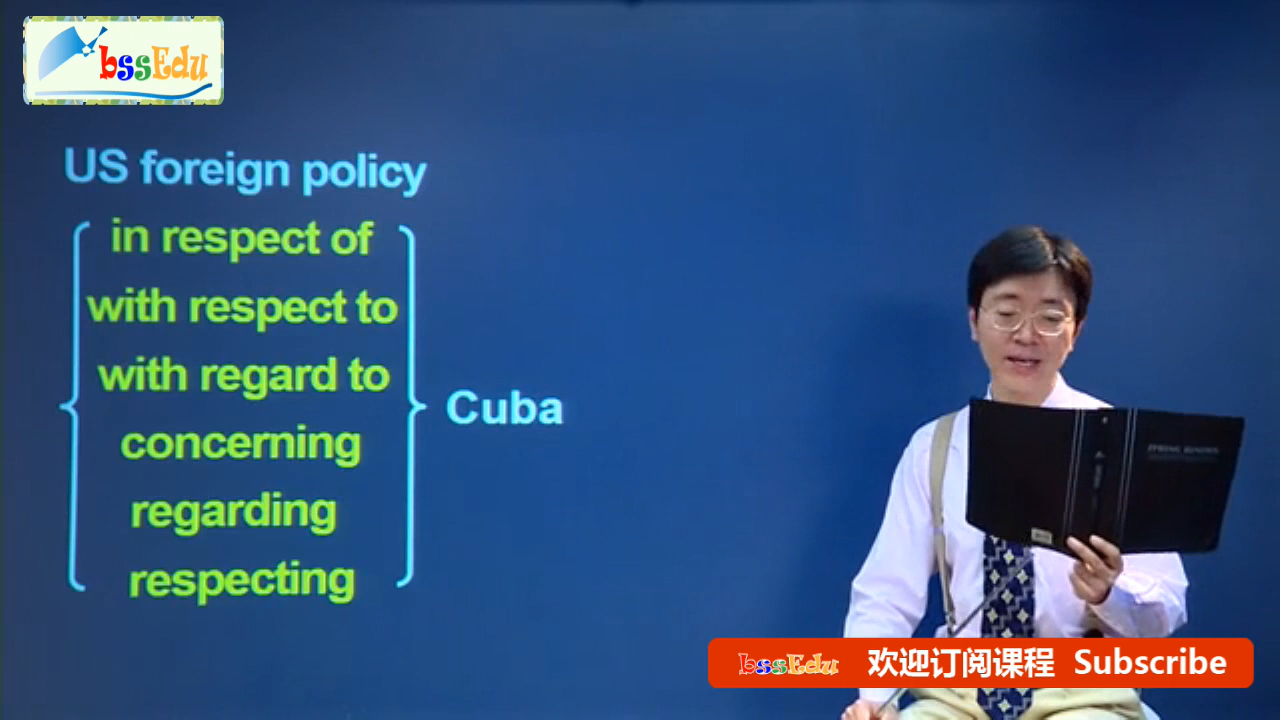 bssEdu
US foreign policy
in respect of
with respect to
with regard to
concerning
regarding
respecting
Cuba
bssEdu 欢迎订阅课程 Subscribe